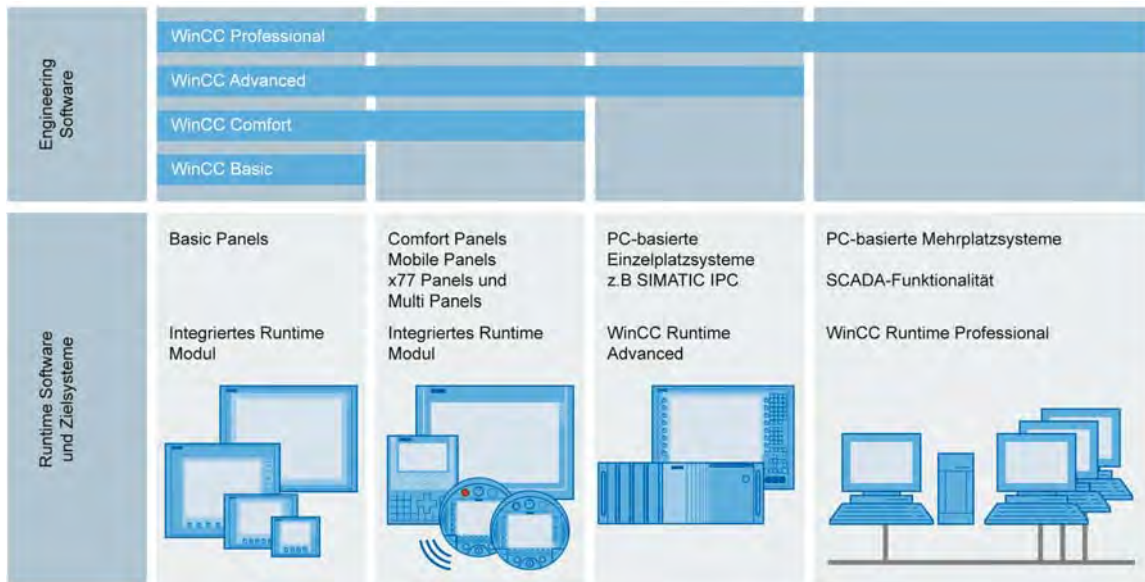 Engineering
Software
WinCC Professional
WinCC Advanced
WinCC Comfort
WinCC Basic
Runtime Software
und Zielsysteme
Basic Panels
Integriertes Runtime
Modul
Comfort Panels
Mobile Panels
x77 Panels und
Multi Panels
Integriertes Runtime
Modul
PC-basierte
Einzelplatzsysteme
z.B SIMATIC IPC
WinCC Runtime
Advanced
PC-basierte Mehrplatzsysteme
SCADA-Funktionalität
WinCC Runtime Professional